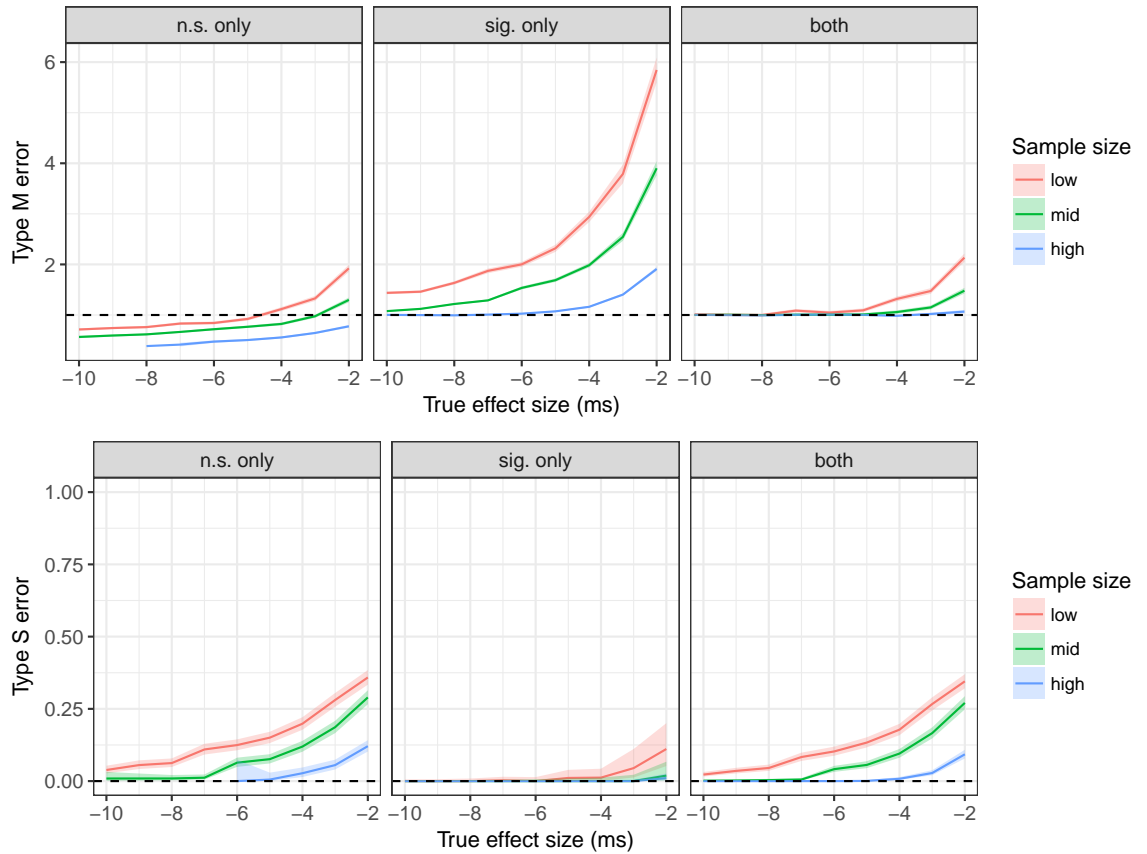 n.s. only sig. only both
6
4
2
Type M error
−10 −8 −6 −4 −2 −10 −8 −6 −4 −2 −10 −8 −6 −4 −2
True effect size (ms)
Sample size
low
mid
high
n.s. only sig. only both
1.00
0.75
0.50
0.25
0.00
Type S error
−10 −8 −6 −4 −2 −10 −8 −6 −4 −2 −10 −8 −6 −4 −2
True effect size (ms)
Sample size
low
mid
high